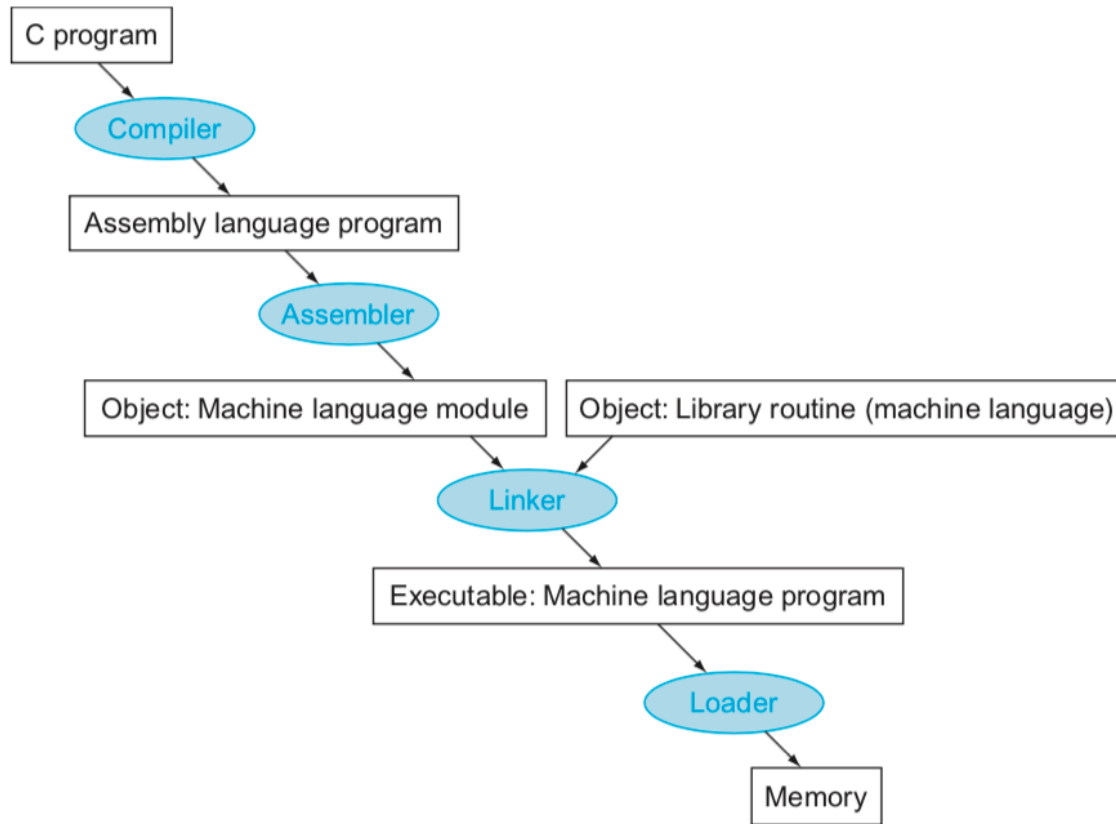 C program
Compiler
Assembly language program
Assembler
Object: Machine language module
Object: Library routine (machine language)
Linker
Executable: Machine language program
Loader
Memory